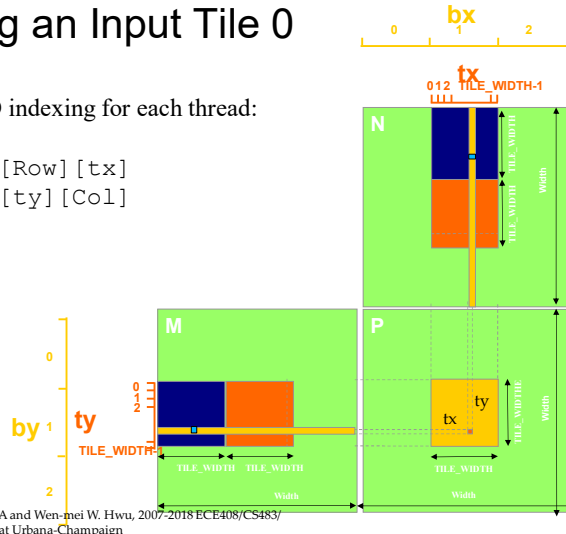 g an Input Tile 0
indexing for each thread:
[Row][tx]
[ty][Col]
bx
0 1 2
tx
012 TILE_WIDTH-1
N
TILE_WIDTH
TILE_WIDTH
Width
M
P
by
0
1
2
ty
0
1
2
TILE_WIDTH-1
TILE_WIDTH TILE_WIDTH
Width
tx
ty
TILE_WIDTHE
Width
TILE_WIDTH
Width
A and Wen-mei W. Hwu, 2007-2018 ECE408/CS483/
at Urbana-Champaign